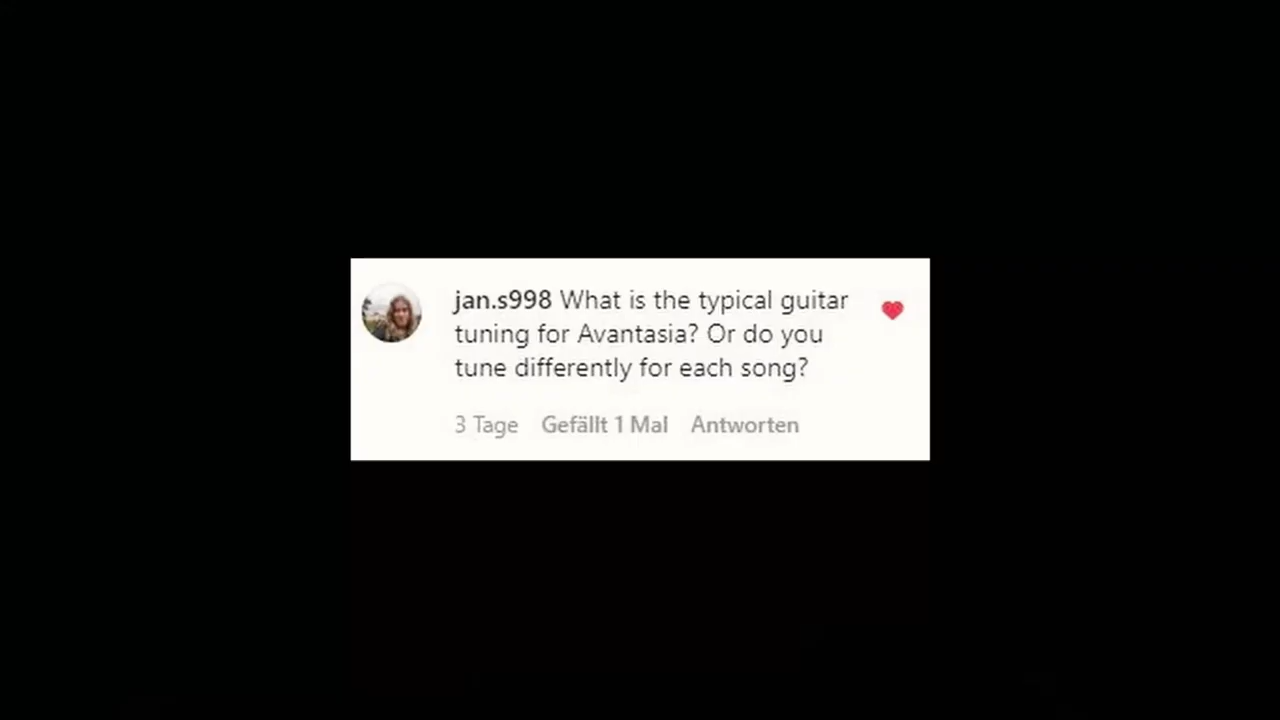 jan.s998 What is the typical guitar
tuning for Avantasia? Or do you
tune differently for each song?
3 Tage Gefällt 1 Mal Antworten